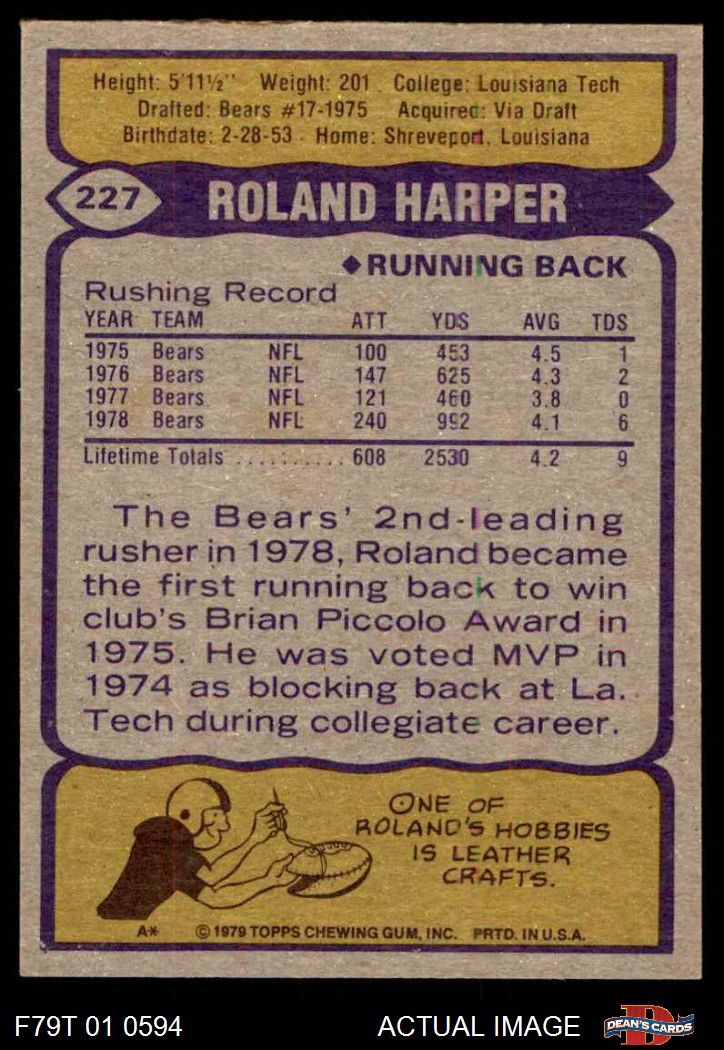 Height: 5'11½" Weight: 201 College: Louisiana Tech
Drafted: Bears #17-1975 Acquired: Via Draft
Birthdate: 2-28-53 Home: Shreveport, Louisiana
227 ROLAND HARPER
◆RUNNING BACK
Rushing Record
YEAR TEAM ATT YDS AVG TDS
1975 Bears NFL 100 453 4.5 1
1976 Bears NFL 147 625 4.3 2
1977 Bears NFL 121 460 3.8 0
1978 Bears NFL 240 992 4.1 6
Lifetime Totals .......... 608 2530 4.2 9
The Bears' 2nd-leading
rusher in 1978, Roland became
the first running back to win
club's Brian Piccolo Award in
1975. He was voted MVP in
1974 as blocking back at La.
Tech during collegiate career.
ONE OF
ROLAND'S HOBBIES
IS LEATHER
CRAFTS.
A* © 1979 TOPPS CHEWING GUM, INC. PRTD. IN U.S.A.
F79T 01 0594 ACTUAL IMAGE D DEAN'S CARDS